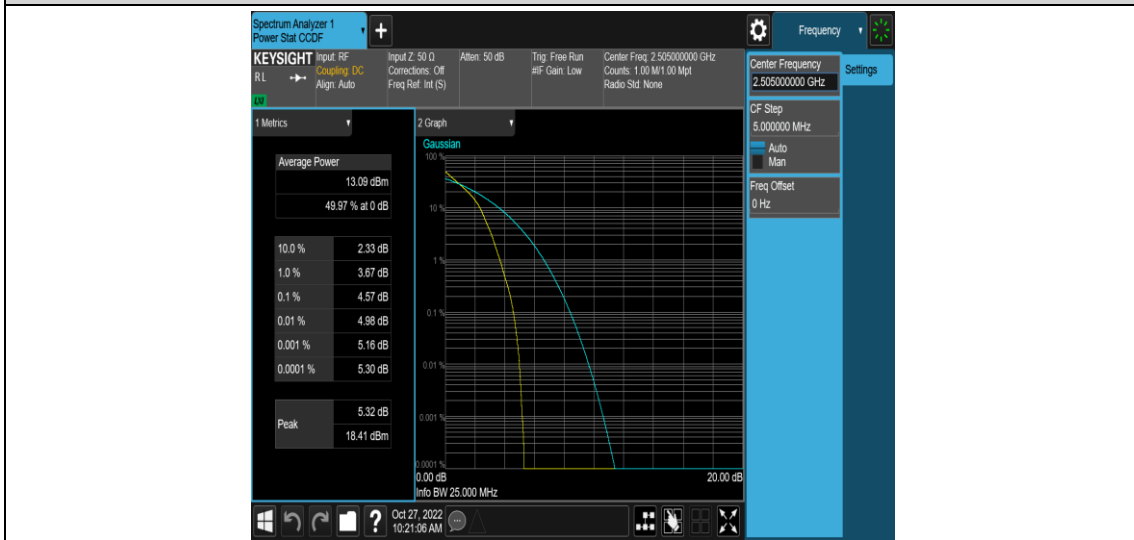 Spectrum Analyzer 1
Power Stat CCDF
Frequency
KEYSIGHT
RL
LXI
Input: RF
Coupling: DC
Align: Auto
Input Z: 50 Ω
Corrections: Off
Freq Ref: Int (S)
Atten: 50 dB
Trig: Free Run
#IF Gain: Low
Center Freq: 2.505000000 GHz
Counts: 1.00 M/1.00 Mpt
Radio Std: None
Center Frequency
2.505000000 GHz
Settings
CF Step
5.000000 MHz
Auto
Man
Freq Offset
0 Hz
1 Metrics
Average Power
13.09 dBm
49.97 % at 0 dB
10.0 % 2.33 dB
1.0 % 3.67 dB
0.1 % 4.57 dB
0.01 % 4.98 dB
0.001 % 5.16 dB
0.0001 % 5.30 dB
Peak
5.32 dB
18.41 dBm
2 Graph
Gaussian
100 %
10 %
1 %
0.1 %
0.01 %
0.001 %
0.0001 %
0.00 dB 20.00 dB
Info BW 25.000 MHz
?
Oct 27, 2022
10:21:06 AM